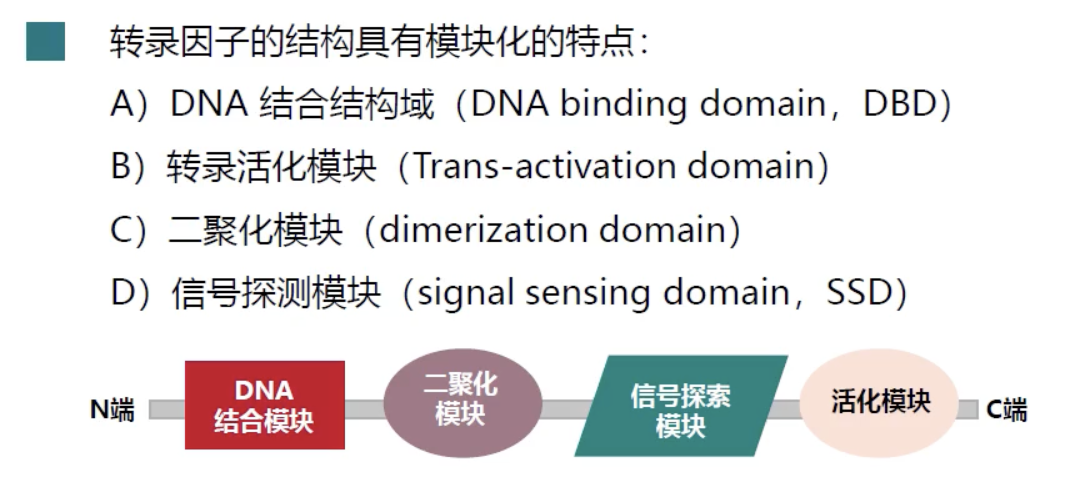 转录因子的结构具有模块化的特点：
A）DNA 结合结构域（DNA binding domain，DBD）
B）转录活化模块（Trans-activation domain）
C）二聚化模块（dimerization domain）
D）信号探测模块（signal sensing domain，SSD）
N端
DNA
结合模块
二聚化
模块
信号探索
模块
活化模块
C端